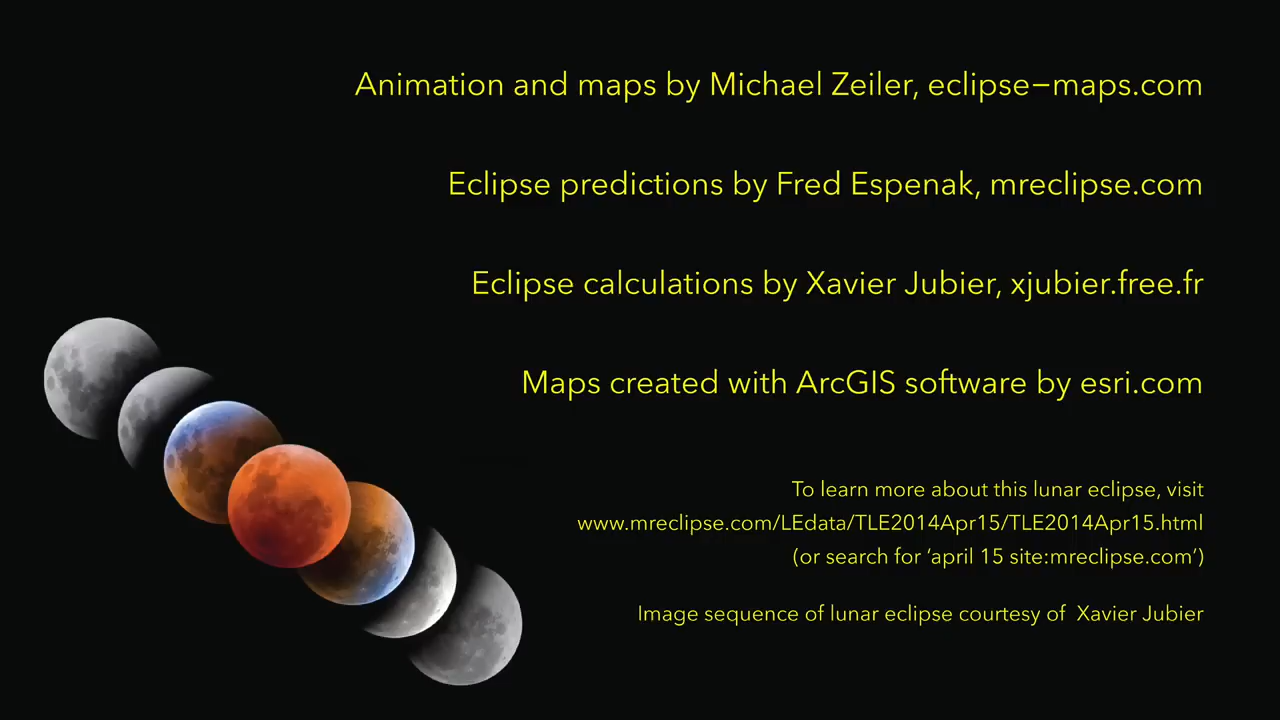 Animation and maps by Michael Zeiler, eclipse–maps.com
Eclipse predictions by Fred Espenak, mreclipse.com
Eclipse calculations by Xavier Jubier, xjubier.free.fr
Maps created with ArcGIS software by esri.com
To learn more about this lunar eclipse, visit
www.mreclipse.com/LEdata/TLE2014Apr15/TLE2014Apr15.html
(or search for ‘april 15 site:mreclipse.com’)
Image sequence of lunar eclipse courtesy of  Xavier Jubier